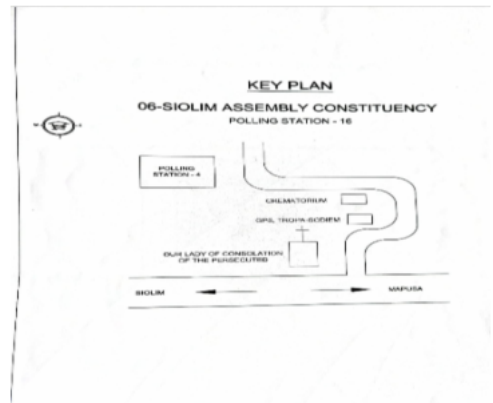 KEY PLAN
06-SIOLIM ASSEMBLY CONSTITUENCY
POLLING STATION - 16
POLLING
STATION - 4
CREMATORIUM
GPS, TROPA-SODIEM
OUR LADY OF CONSOLATION
OF THE PERSECUTED
SIOLIM
MAPUSA